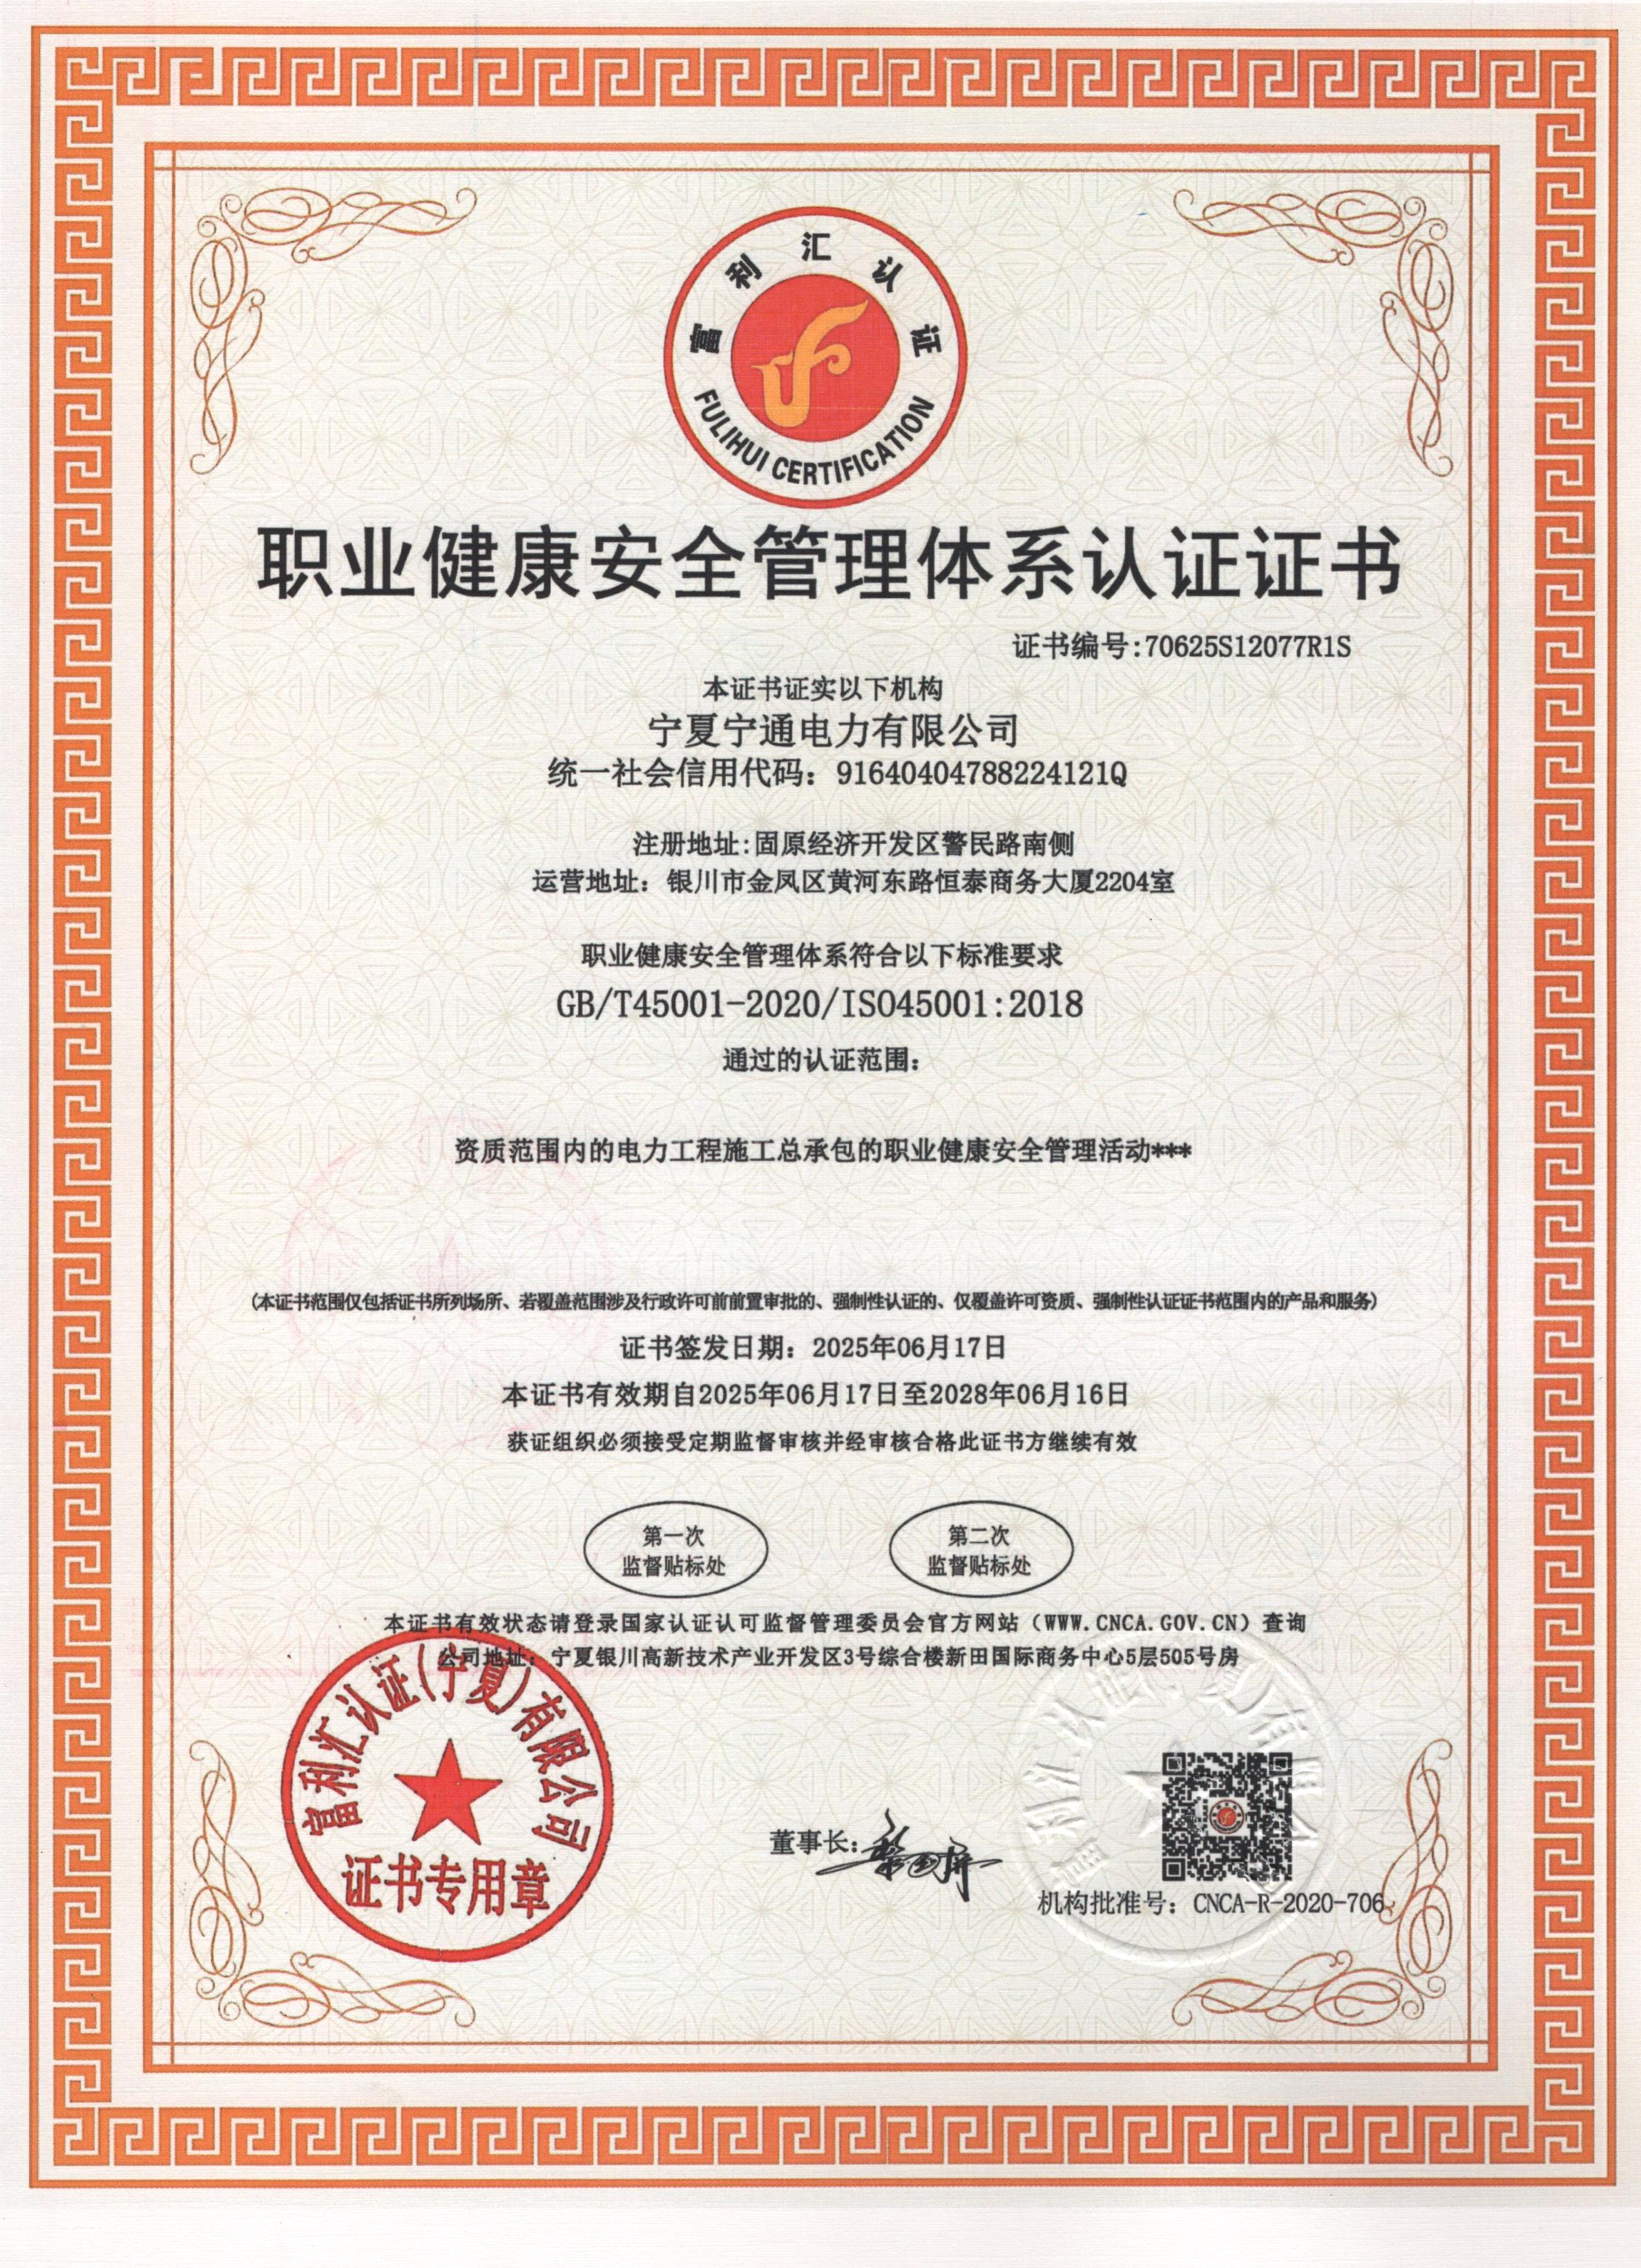 富利汇认证
FULIHUI CERTIFICATION
职业健康安全管理体系认证证书
证书编号:70625S12077R1S
本证书证实以下机构
宁夏宁通电力有限公司
统一社会信用代码：91640404788224121Q
注册地址:固原经济开发区警民路南侧
运营地址：银川市金凤区黄河东路恒泰商务大厦2204室
职业健康安全管理体系符合以下标准要求
GB/T45001-2020/ISO45001:2018
通过的认证范围：
资质范围内的电力工程施工总承包的职业健康安全管理活动***
(本证书范围仅包括证书所列场所、若覆盖范围涉及行政许可前前置审批的、强制性认证的、仅覆盖许可资质、强制性认证证书范围内的产品和服务)
证书签发日期：2025年06月17日
本证书有效期自2025年06月17日至2028年06月16日
获证组织必须接受定期监督审核并经审核合格此证书方继续有效
第一次
监督贴标处
第二次
监督贴标处
本证书有效状态请登录国家认证认可监督管理委员会官方网站（WWW.CNCA.GOV.CN）查询
公司地址：宁夏银川高新技术产业开发区3号综合楼新田国际商务中心5层505号房
富利汇认证(宁夏)有限公司
证书专用章
董事长：
机构批准号：CNCA-R-2020-706